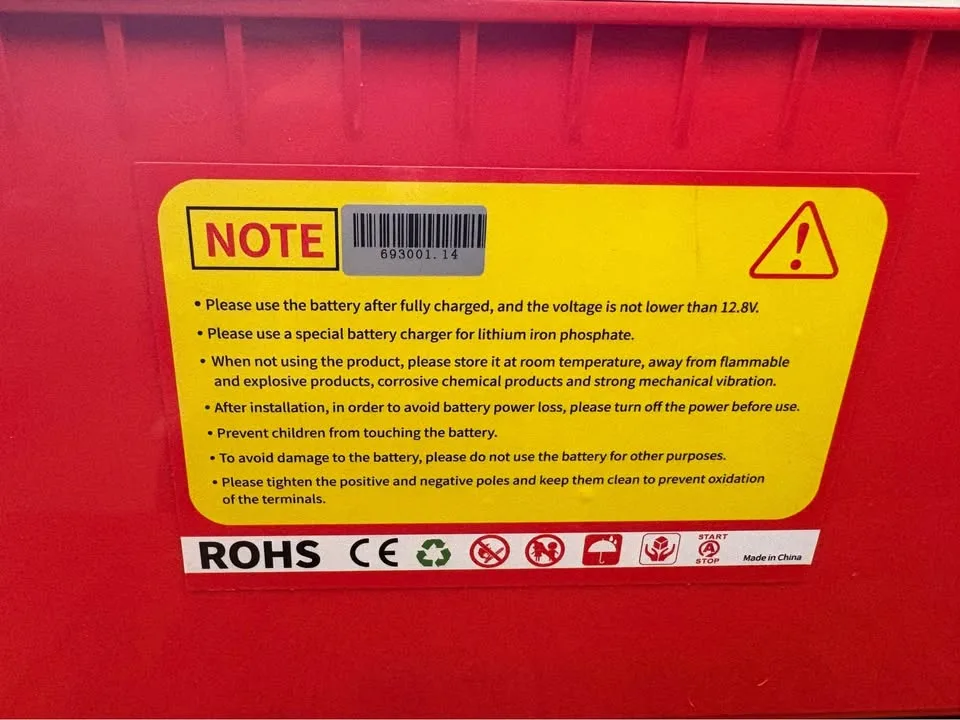 NOTE
693001.14
• Please use the battery after fully charged, and the voltage is not lower than 12.8V.
• Please use a special battery charger for lithium iron phosphate.
• When not using the product, please store it at room temperature, away from flammable
and explosive products, corrosive chemical products and strong mechanical vibration.
• After installation, in order to avoid battery power loss, please turn off the power before use.
• Prevent children from touching the battery.
• To avoid damage to the battery, please do not use the battery for other purposes.
• Please tighten the positive and negative poles and keep them clean to prevent oxidation
of the terminals.
ROHS CE START
A
STOP
Made in China